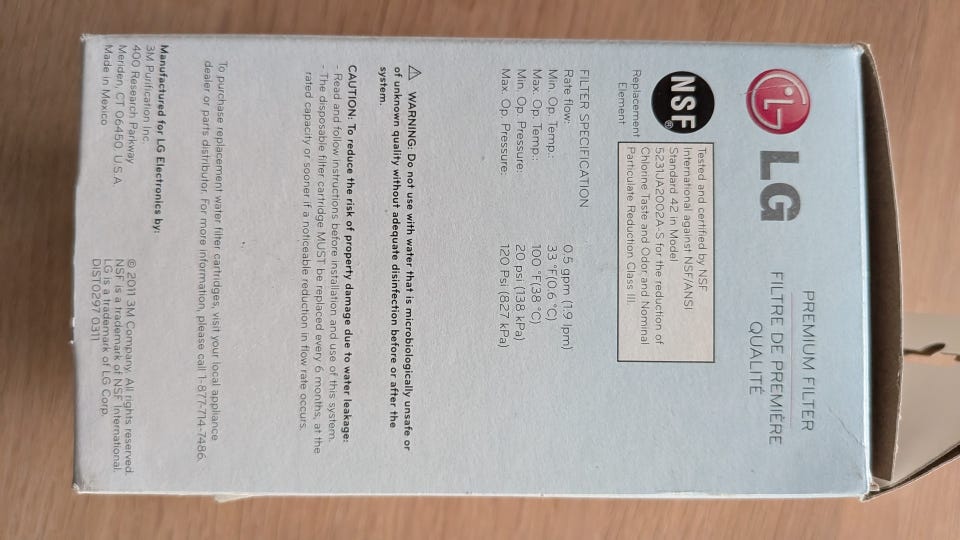 LG
PREMIUM FILTER
FILTRE DE PREMIÈRE
QUALITÉ
NSF®
Replacement
Element
Tested and certified by NSF
International against NSF/ANSI
Standard 42 in Model
5231JA2002A-S for the reduction of
Chlorine Taste and Odor and Nominal
Particulate Reduction Class III.
FILTER SPECIFICATION
Rate flow: 0.5 gpm (1.9 lpm)
Min. Op. Temp.: 33 °F(0.6 °C)
Max. Op. Temp.: 100 °F(38 °C)
Min. Op. Pressure: 20 psi (138 kPa)
Max. Op. Pressure: 120 Psi (827 kPa)
WARNING: Do not use with water that is microbiologically unsafe or
of unknown quality without adequate disinfection before or after the
system.
CAUTION: To reduce the risk of property damage due to water leakage:
- Read and follow instructions before installation and use of this system.
- The disposable filter cartridge MUST be replaced every 6 months, at the
rated capacity or sooner if a noticeable reduction in flow rate occurs.
To purchase replacement water filter cartridges, visit your local appliance
dealer or parts distributor. For more information, please call 1-877-714-7486.
Manufactured for LG Electronics by:
3M Purification Inc.
400 Research Parkway
Meriden, CT 06450 U.S.A
Made in Mexico
© 2011 3M Company. All rights reserved.
NSF is a trademark of NSF International.
LG is a trademark of LG Corp.
DIST0297 0311